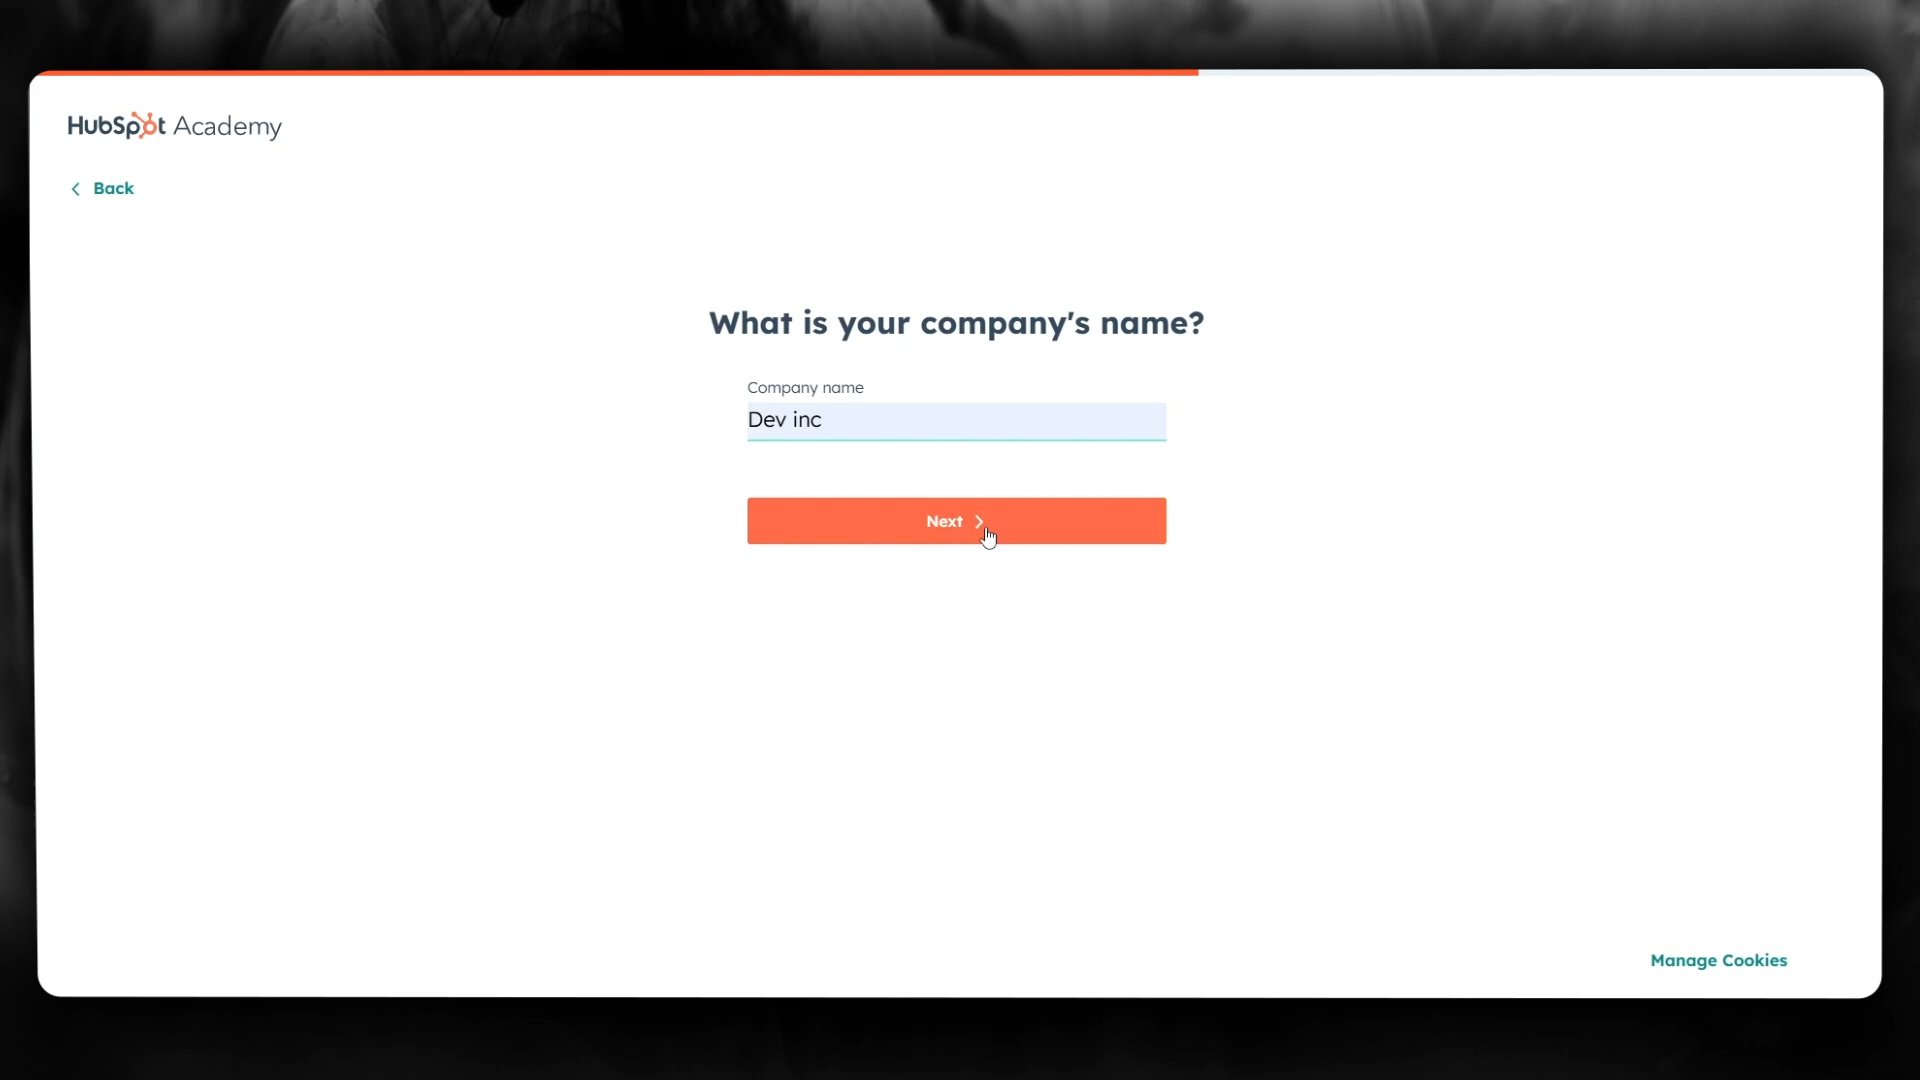 HubSpot Academy
Back
What is your company's name?
Company name
Dev inc
Next
Manage Cookies